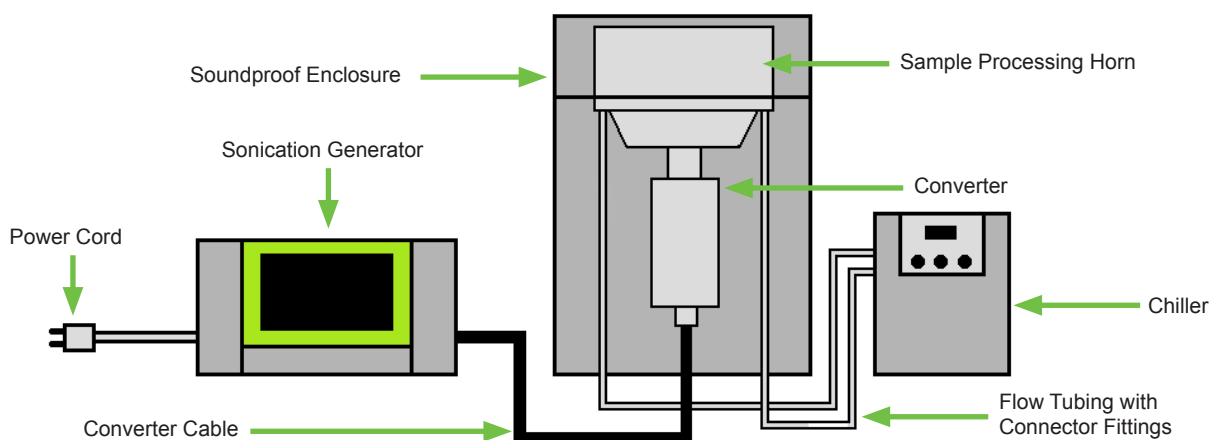 Soundproof Enclosure
Sample Processing Horn
Sonication Generator
Converter
Power Cord
Chiller
Converter Cable
Flow Tubing with
Connector Fittings